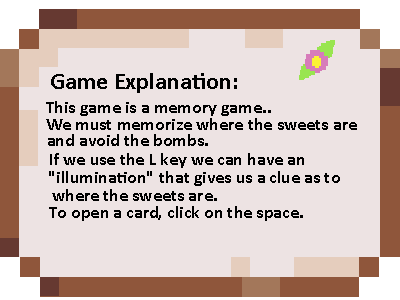 Game Explanation:
This game is a memory game..
We must memorize where the sweets are
and avoid the bombs.
If we use the L key we can have an
"illumination" that gives us a clue as to
where the sweets are.
To open a card, click on the space.